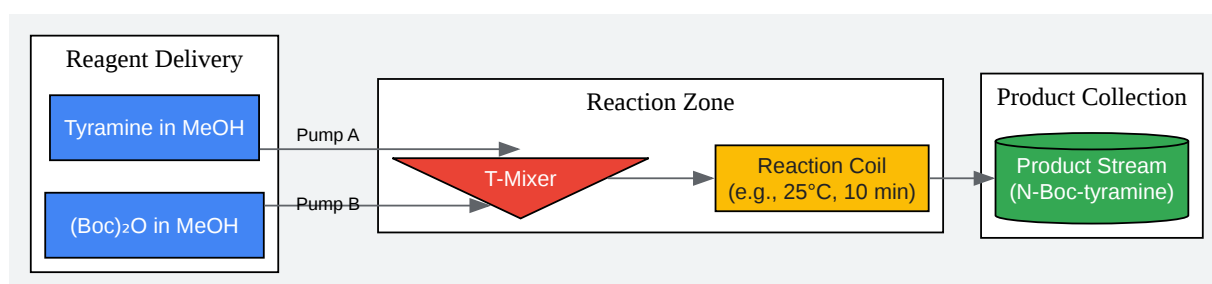 Reagent Delivery
Tyramine in MeOH
(Boc)₂O in MeOH
Pump A
Pump B
Reaction Zone
T-Mixer
Reaction Coil
(e.g., 25°C, 10 min)
Product Collection
Product Stream
(N-Boc-tyramine)